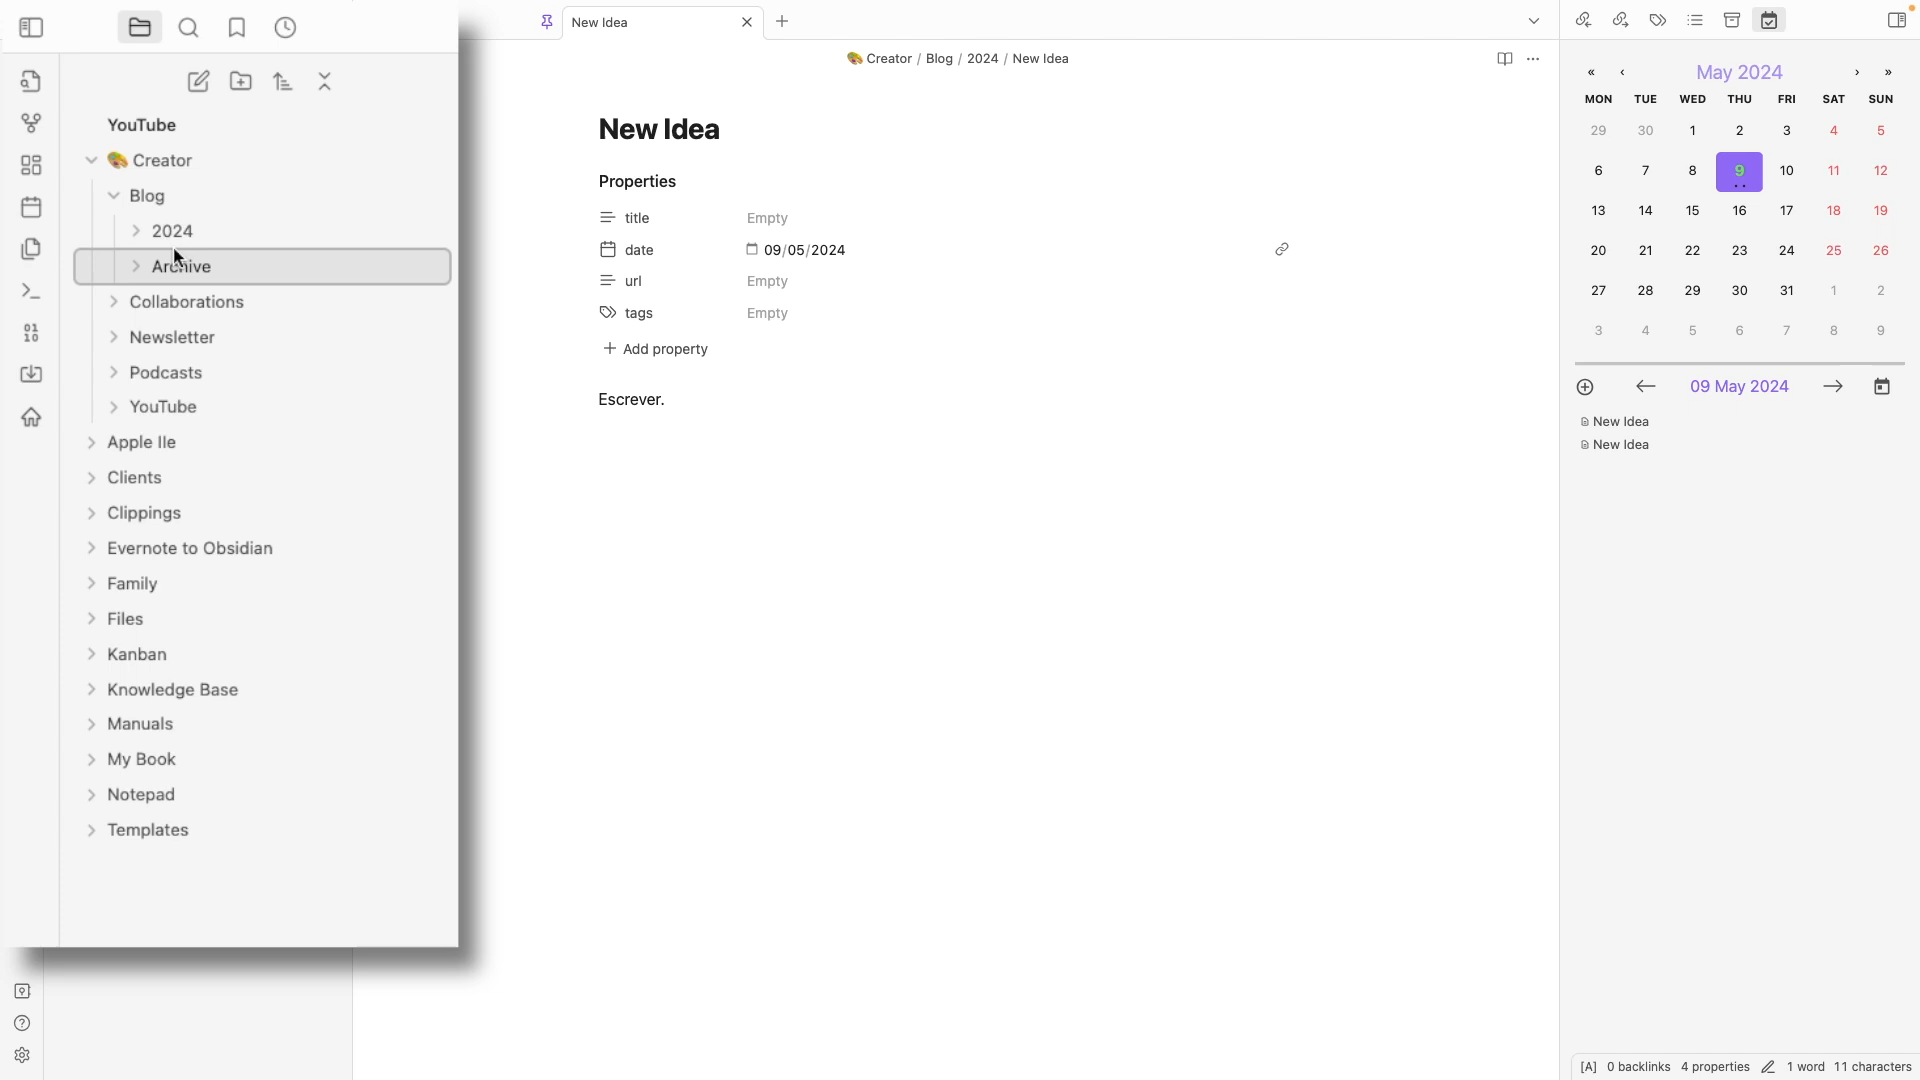 YouTube
Creator
Blog
2024
Archive
Collaborations
Newsletter
Podcasts
YouTube
Apple IIe
Clients
Clippings
Evernote to Obsidian
Family
Files
Kanban
Knowledge Base
Manuals
My Book
Notepad
Templates
New Idea
Creator / Blog / 2024 / New Idea
New Idea
Properties
title Empty
date 09/05/2024
url Empty
tags Empty
Add property
Escrever.
« ‹ May 2024 › »
MON TUE WED THU FRI SAT SUN
29 30 1 2 3 4 5
6 7 8 9 10 11 12
13 14 15 16 17 18 19
20 21 22 23 24 25 26
27 28 29 30 31 1 2
3 4 5 6 7 8 9
09 May 2024
New Idea
New Idea
[A] 0 backlinks 4 properties 1 word 11 characters